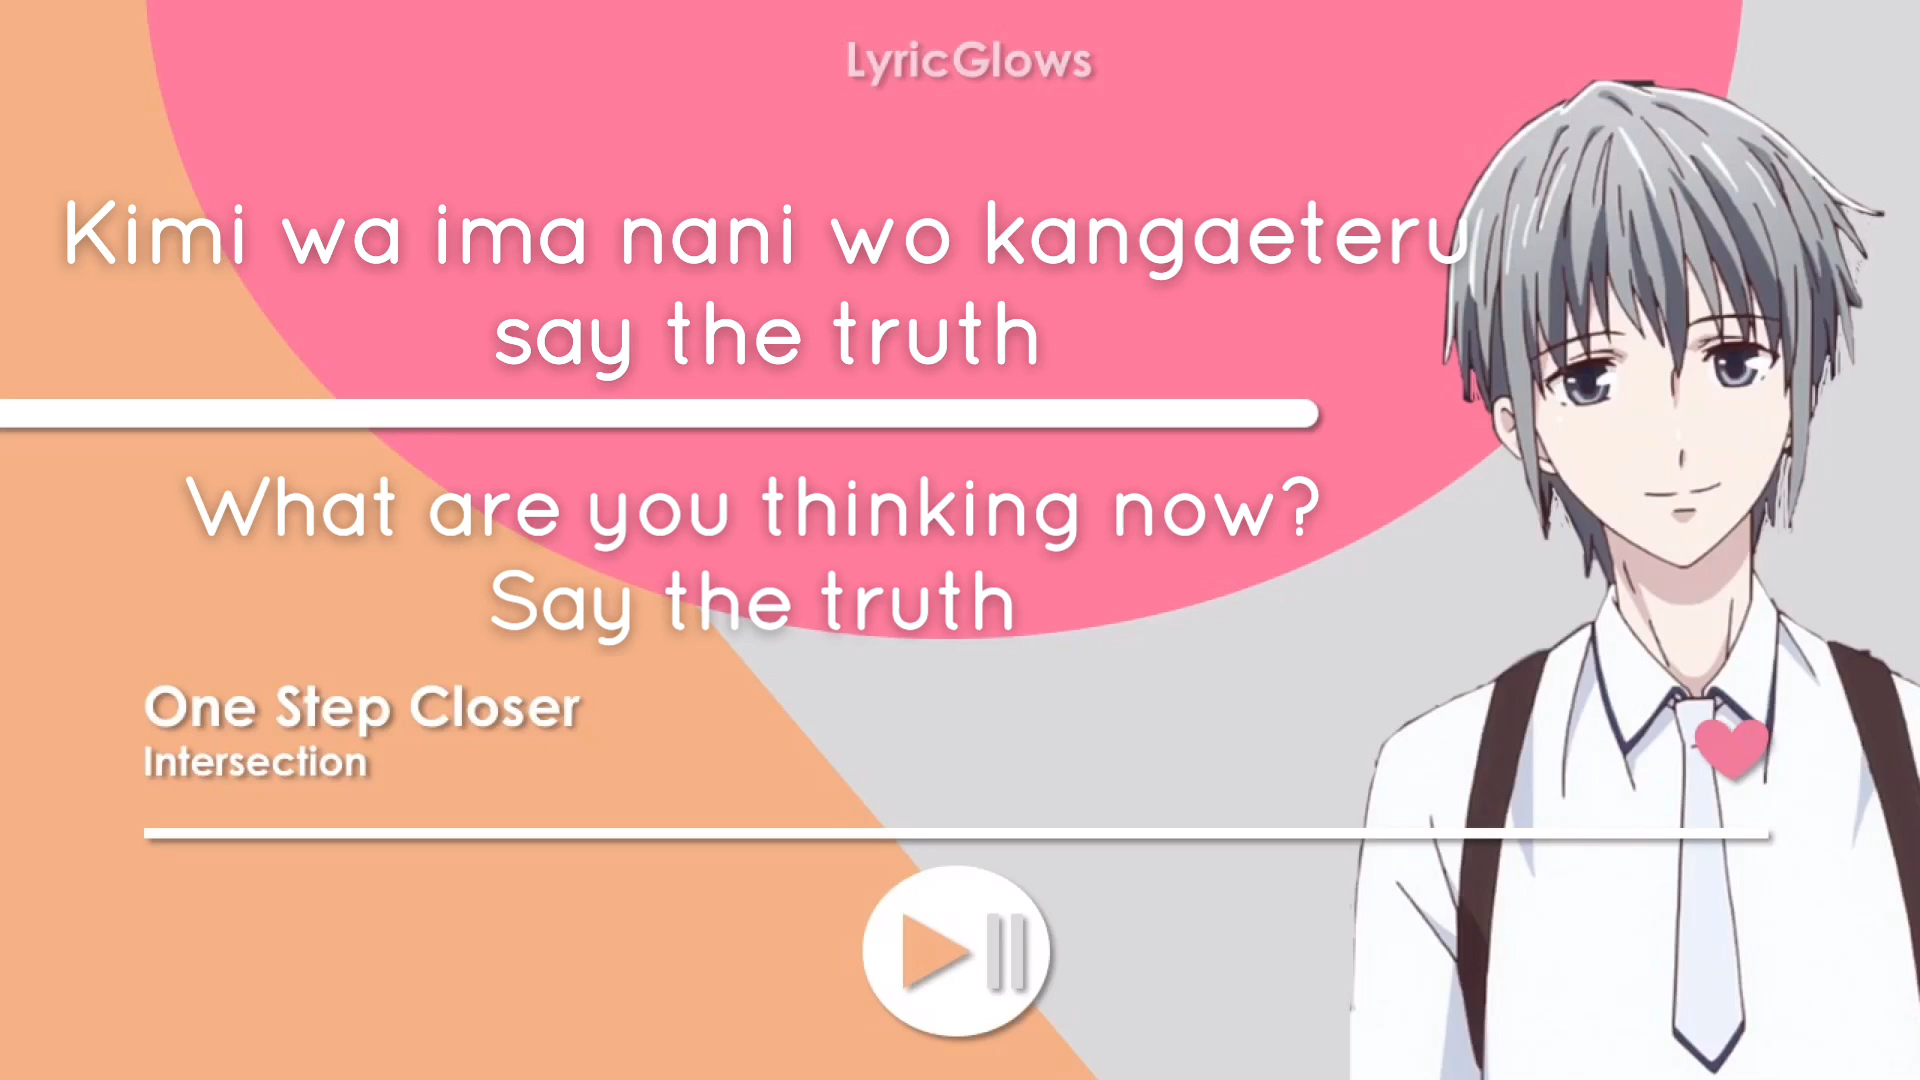 LyricGlows
Kimi wa ima nani wo kangaeteru
say the truth
What are you thinking now?
Say the truth
One Step Closer
Intersection